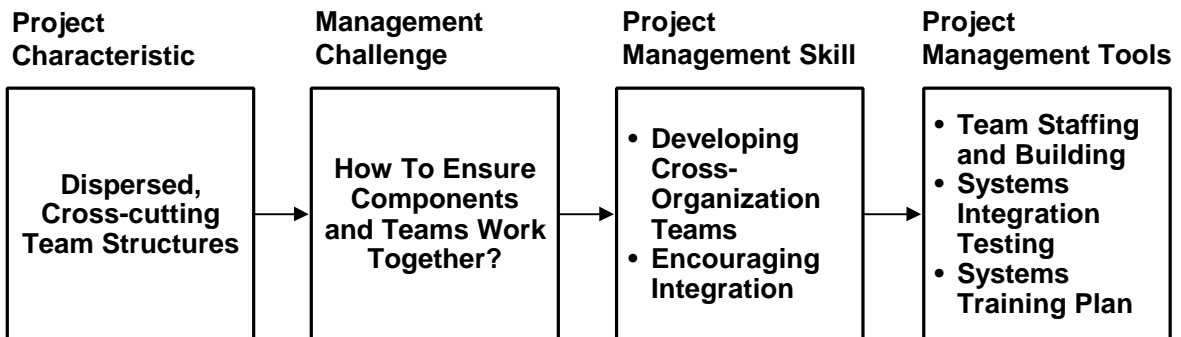 Project
Characteristic
Management
Challenge
Project
Management Skill
Project
Management Tools
Dispersed,
Cross-cutting
Team Structures
How To Ensure
Components
and Teams Work
Together?
• Developing
Cross-
Organization
Teams
• Encouraging
Integration
• Team Staffing
and Building
• Systems
Integration
Testing
• Systems
Training Plan